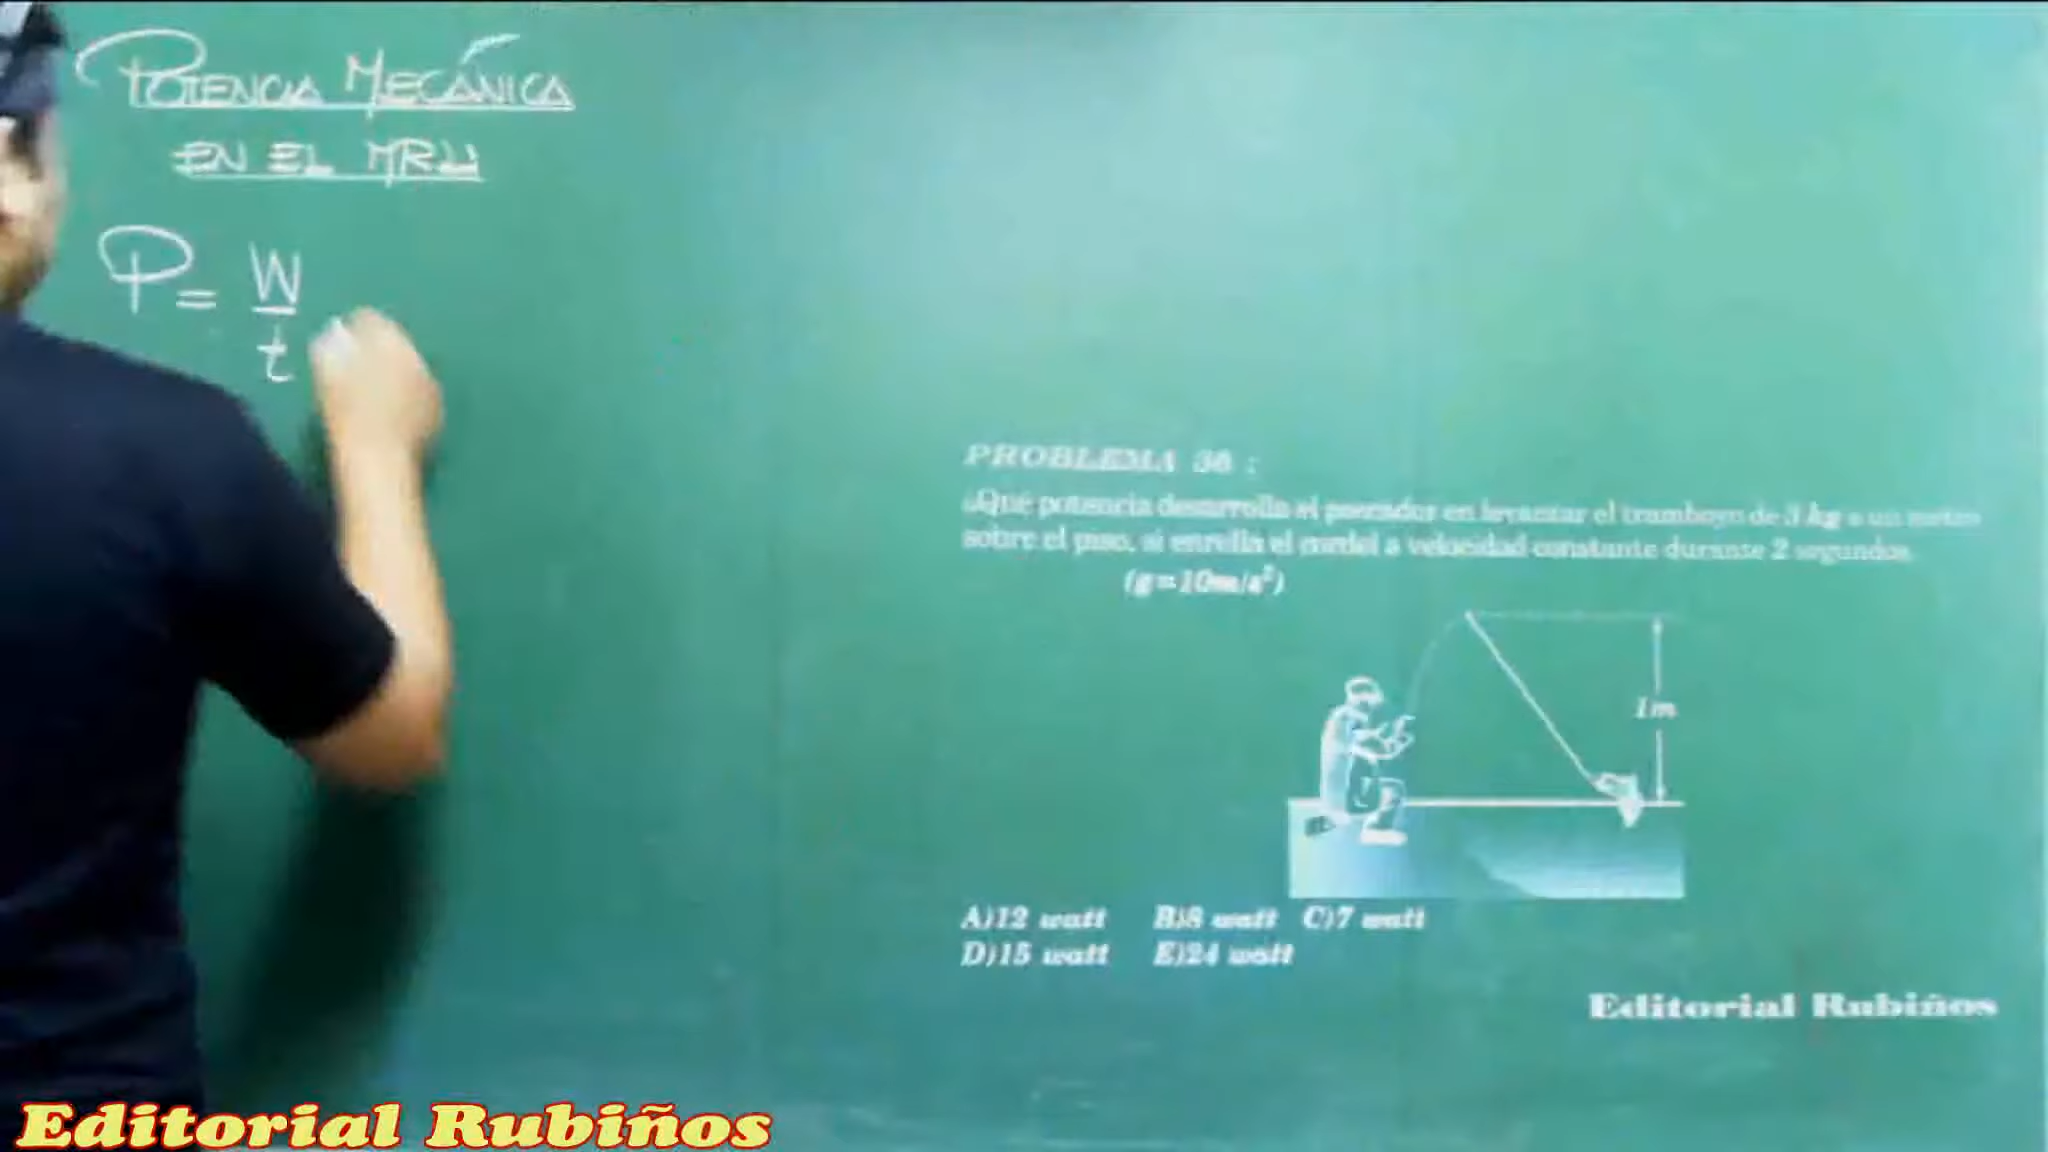 POTENCIA MECÁNICA
EN EL MRU
P = W
t
PROBLEMA 36 :
¿Qué potencia desarrolla el pescador en levantar el tramboyo de 3 kg a un metro
sobre el piso, si enrolla el cordel a velocidad constante durante 2 segundos.
(g=10m/s²)
1m
A)12 watt B)8 watt C)7 watt
D)15 watt E)24 watt
Editorial Rubiños
Editorial Rubiños